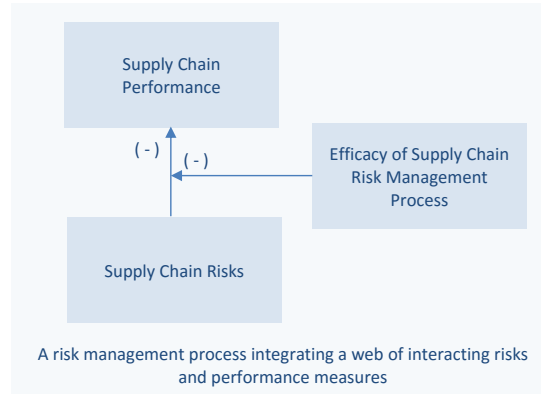 Supply Chain
Performance
( - )
( - )
Efficacy of Supply Chain
Risk Management
Process
Supply Chain Risks
A risk management process integrating a web of interacting risks
and performance measures